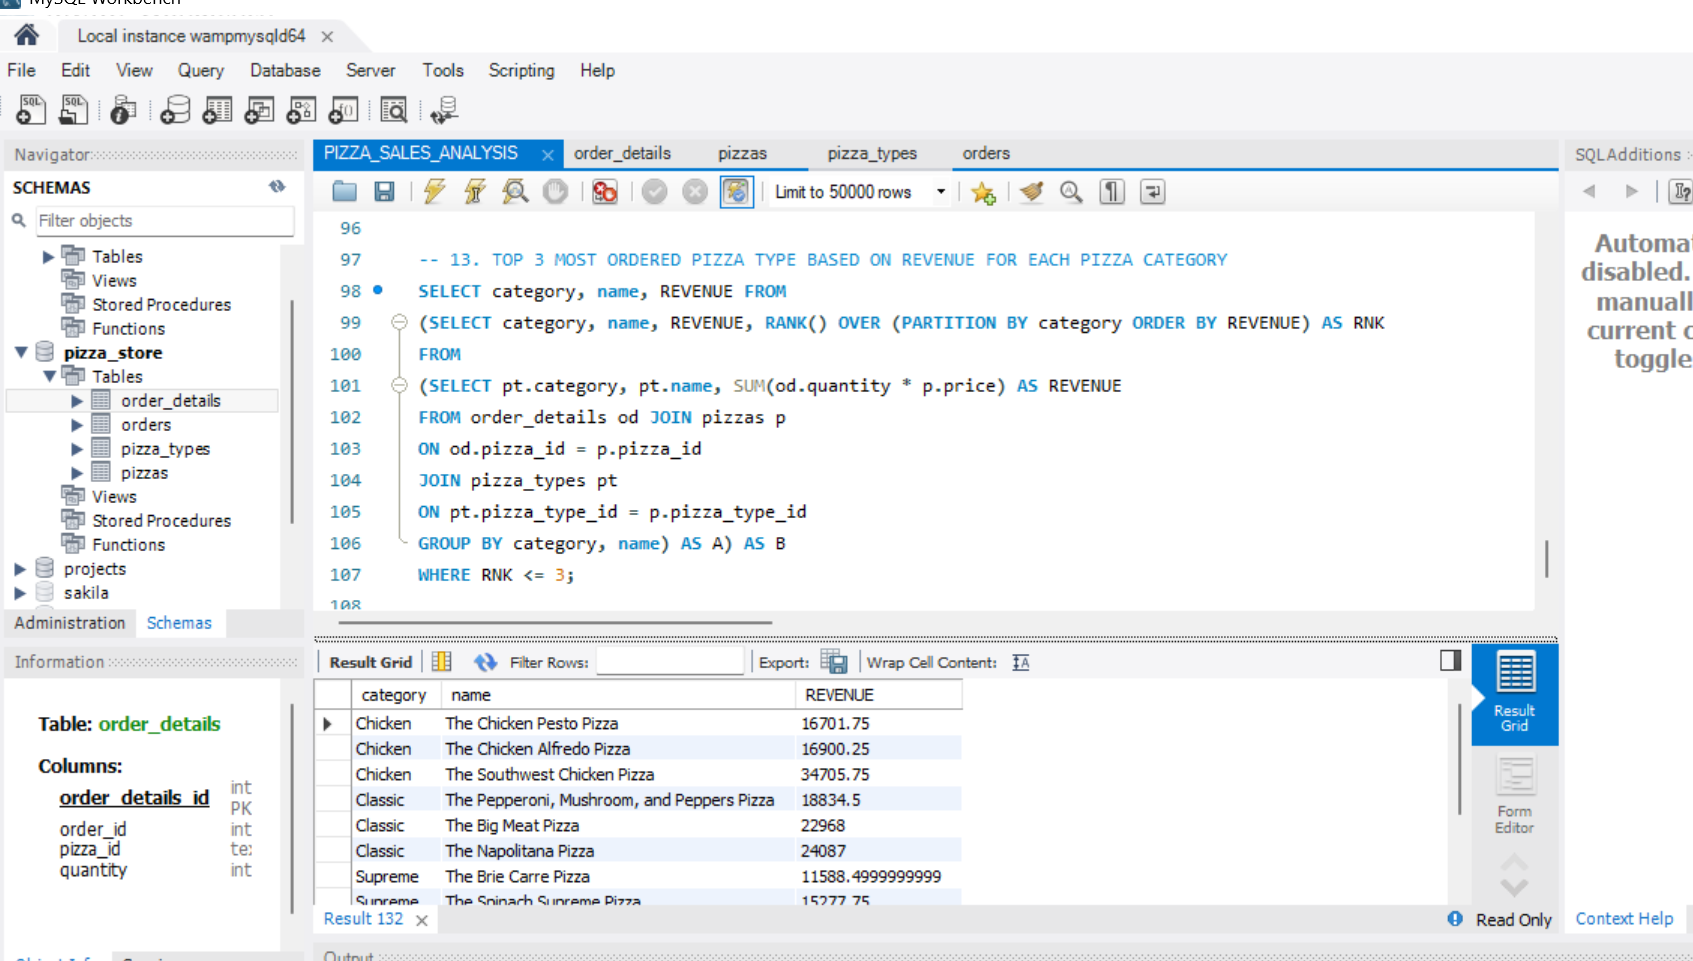 MySQL Workbench
Local instance wampmysqld64
File Edit View Query Database Server Tools Scripting Help
Navigator
SCHEMAS
Filter objects
Tables
Views
Stored Procedures
Functions
pizza_store
Tables
order_details
orders
pizza_types
pizzas
Views
Stored Procedures
Functions
projects
sakila
Administration Schemas
Information
Table: order_details
Columns:
order_details_id int
PK
order_id int
pizza_id te
quantity int
PIZZA_SALES_ANALYSIS order_details pizzas pizza_types orders
Limit to 50000 rows
96
97 -- 13. TOP 3 MOST ORDERED PIZZA TYPE BASED ON REVENUE FOR EACH PIZZA CATEGORY
98 SELECT category, name, REVENUE FROM
99 (SELECT category, name, REVENUE, RANK() OVER (PARTITION BY category ORDER BY REVENUE) AS RNK
100 FROM
101 (SELECT pt.category, pt.name, SUM(od.quantity * p.price) AS REVENUE
102 FROM order_details od JOIN pizzas p
103 ON od.pizza_id = p.pizza_id
104 JOIN pizza_types pt
105 ON pt.pizza_type_id = p.pizza_type_id
106 GROUP BY category, name) AS A) AS B
107 WHERE RNK <= 3;
108
Result Grid Filter Rows: Export: Wrap Cell Content:
category name REVENUE
Chicken The Chicken Pesto Pizza 16701.75
Chicken The Chicken Alfredo Pizza 16900.25
Chicken The Southwest Chicken Pizza 34705.75
Classic The Pepperoni, Mushroom, and Peppers Pizza 18834.5
Classic The Big Meat Pizza 22968
Classic The Napolitana Pizza 24087
Supreme The Brie Carre Pizza 11588.4999999999
Supreme The Spinach Supreme Pizza 15277.75
Result
Grid
Form
Editor
Result 132
Read Only
Output
SQLAdditions
Automa
disabled.
manuall
current c
toggle
Context Help